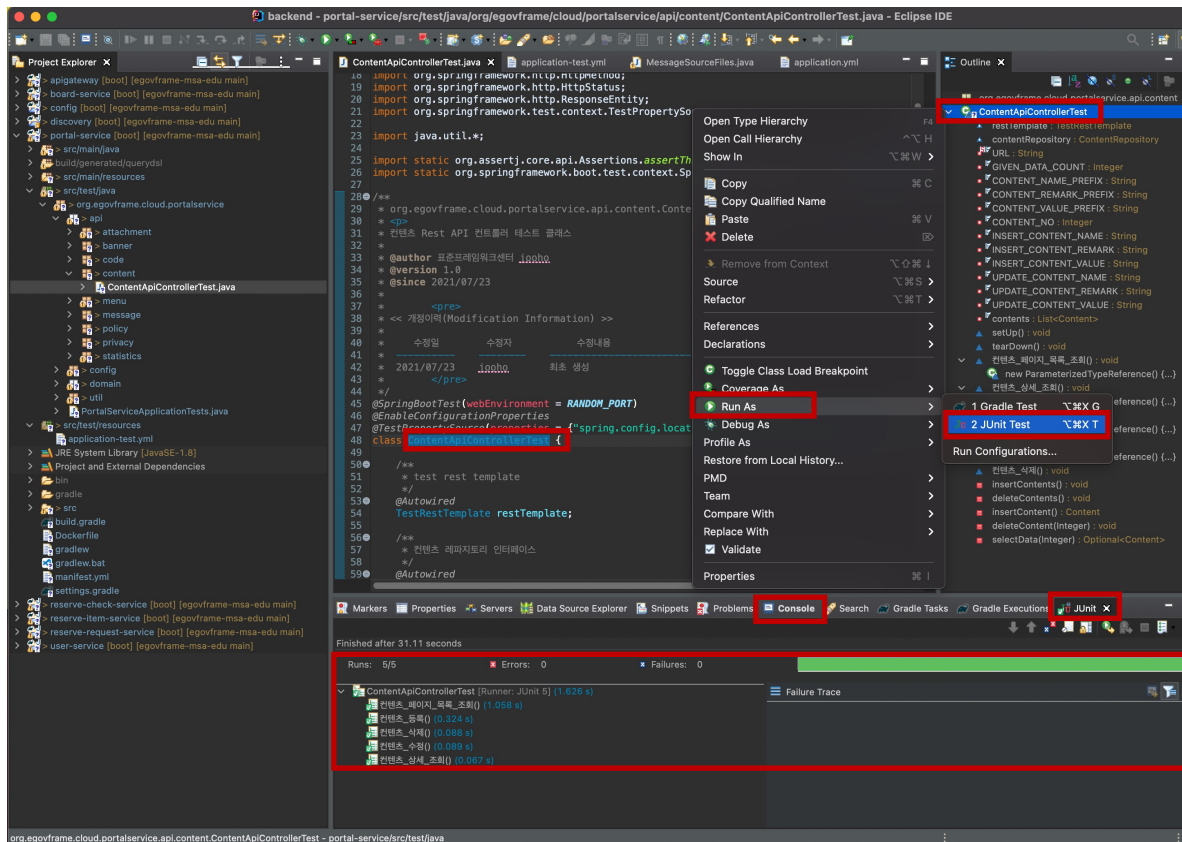 backend - portal-service/src/test/java/org/egovframe/cloud/portalservice/api/content/ContentApiControllerTest.java - Eclipse IDE
Project Explorer
> apigateway [boot] [egovframe-msa-edu main]
> board-service [boot] [egovframe-msa-edu main]
> config [boot] [egovframe-msa-edu main]
> discovery [boot] [egovframe-msa-edu main]
> portal-service [boot] [egovframe-msa-edu main]
> src/main/java
build/generated/querydsl
> src/main/resources
> src/test/java
> org.egovframe.cloud.portalservice
> api
> attachment
> banner
> code
> content
> ContentApiControllerTest.java
> menu
> message
> policy
> privacy
> statistics
> config
> domain
> util
> PortalServiceApplicationTests.java
> src/test/resources
application-test.yml
JRE System Library [JavaSE-1.8]
Project and External Dependencies
bin
gradle
> src
build.gradle
Dockerfile
gradlew
gradlew.bat
manifest.yml
settings.gradle
> reserve-check-service [boot] [egovframe-msa-edu main]
> reserve-item-service [boot] [egovframe-msa-edu main]
> reserve-request-service [boot] [egovframe-msa-edu main]
> user-service [boot] [egovframe-msa-edu main]
ContentApiControllerTest.java
application-test.yml
MessageSourceFiles.java
application.yml
18 import org.springframework.http.HttpMethod;
19 import org.springframework.http.HttpStatus;
20 import org.springframework.http.ResponseEntity;
21 import org.springframework.test.context.TestPropertySo
22
23 import java.util.*;
24
25 import static org.assertj.core.api.Assertions.assertTh
26 import static org.springframework.boot.test.context.Sp
27
28 /**
29 * org.egovframe.cloud.portalservice.api.content.Conte
30 * <p>
31 * 컨텐츠 Rest API 컨트롤러 테스트 클래스
32 *
33 * @author 표준프레임워크센터 jooho
34 * @version 1.0
35 * @since 2021/07/23
36 *
37 * <pre>
38 * << 개정이력(Modification Information) >>
39 *
40 * 수정일 수정자 수정내용
41 * ---------- -------- ---------------------------
42 * 2021/07/23 jooho 최초 생성
43 * </pre>
44 */
45 @SpringBootTest(webEnvironment = RANDOM_PORT)
46 @EnableConfigurationProperties
47 @TestPropertySource(properties = {"spring.config.locat
48 class ContentApiControllerTest {
49
50 /**
51 * test rest template
52 */
53 @Autowired
54 TestRestTemplate restTemplate;
55
56 /**
57 * 컨텐츠 레파지토리 인터페이스
58 */
59 @Autowired
Open Type Hierarchy F4
Open Call Hierarchy ^⌥ H
Show In ⌥⌘W >
Copy ⌘ C
Copy Qualified Name
Paste ⌘ V
Delete ⌦
Remove from Context ⌥⇧⌘ ↓
Source ⌥⌘S >
Refactor ⌥⌘T >
References >
Declarations >
Toggle Class Load Breakpoint
Coverage As >
Run As >
Debug As >
Profile As >
Restore from Local History...
PMD >
Team >
Compare With >
Replace With >
Validate
Properties ⌘ I
1 Gradle Test ⌥⌘X G
2 JUnit Test ⌥⌘X T
Run Configurations...
Outline
org.egovframe.cloud.portalservice.api.content
ContentApiControllerTest
restTemplate : TestRestTemplate
contentRepository : ContentRepository
URL : String
GIVEN_DATA_COUNT : Integer
CONTENT_NAME_PREFIX : String
CONTENT_REMARK_PREFIX : String
CONTENT_VALUE_PREFIX : String
CONTENT_NO : Integer
INSERT_CONTENT_NAME : String
INSERT_CONTENT_REMARK : String
INSERT_CONTENT_VALUE : String
UPDATE_CONTENT_NAME : String
UPDATE_CONTENT_REMARK : String
UPDATE_CONTENT_VALUE : String
contents : List<Content>
setUp() : void
tearDown() : void
컨텐츠_페이지_목록_조회() : void
new ParameterizedTypeReference() {...}
컨텐츠_상세_조회() : void
eference() {...}
eference() {...}
eference() {...}
컨텐츠_삭제() : void
insertContents() : void
deleteContents() : void
insertContent() : Content
deleteContent(Integer) : void
selectData(Integer) : Optional<Content>
Markers
Properties
Servers
Data Source Explorer
Snippets
Problems
Console
Search
Gradle Tasks
Gradle Executions
JUnit
Finished after 31.11 seconds
Runs: 5/5 Errors: 0 Failures: 0
ContentApiControllerTest [Runner: JUnit 5] (1.626 s)
컨텐츠_페이지_목록_조회() (1.058 s)
컨텐츠_등록() (0.324 s)
컨텐츠_삭제() (0.088 s)
컨텐츠_수정() (0.089 s)
컨텐츠_상세_조회() (0.067 s)
Failure Trace
org.egovframe.cloud.portalservice.api.content.ContentApiControllerTest - portal-service/src/test/java